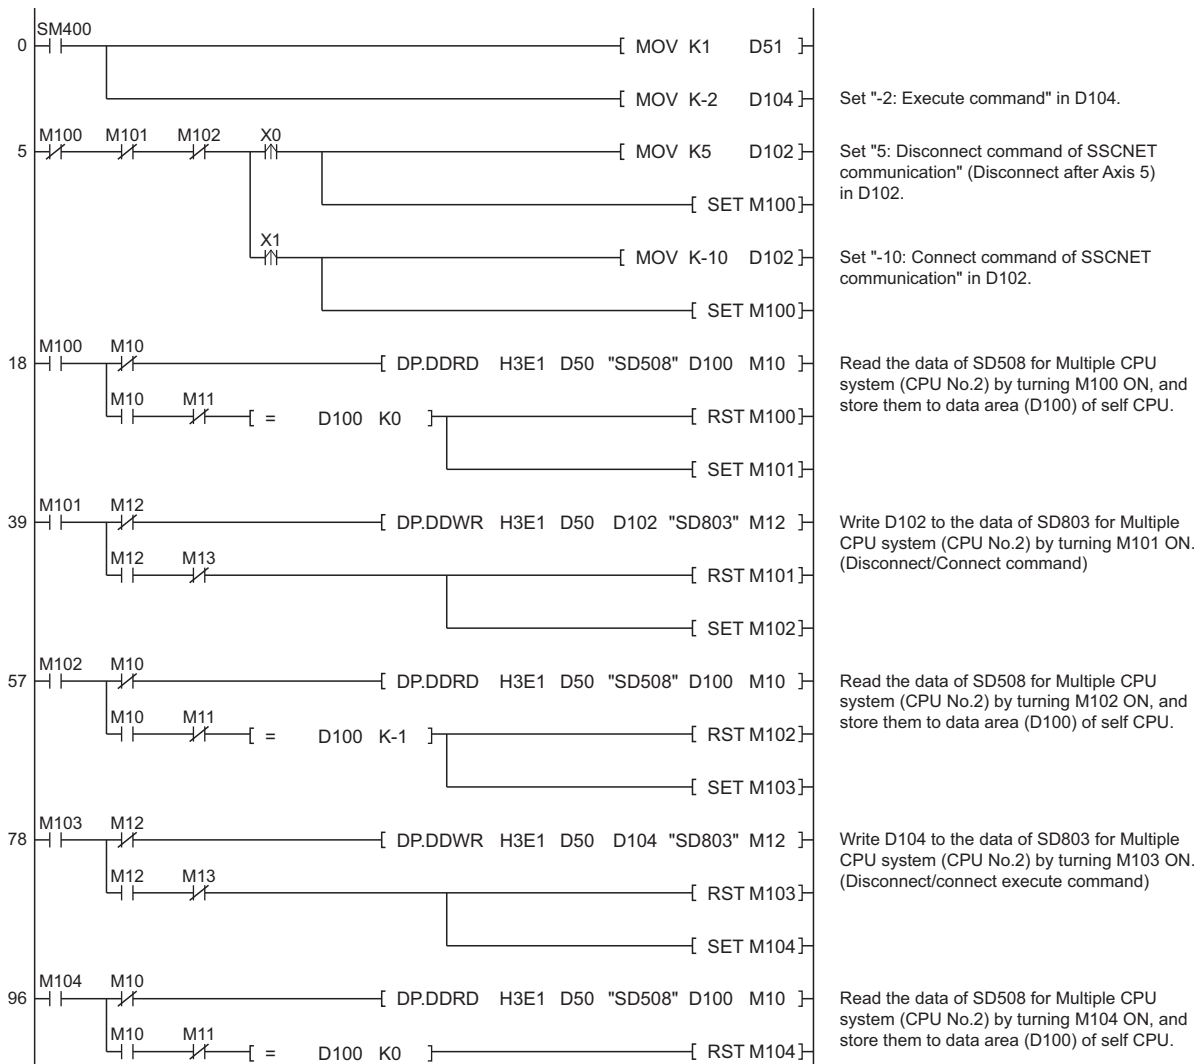 SM400
0 MOV K1 D51
MOV K-2 D104 Set "-2: Execute command" in D104.
M100 M101 M102 X0
5 MOV K5 D102 Set "5: Disconnect command of SSCNET
communication" (Disconnect after Axis 5)
in D102.
SET M100
X1
MOV K-10 D102 Set "-10: Connect command of SSCNET
communication" in D102.
SET M100
M100 M10
18 DP.DDRD H3E1 D50 "SD508" D100 M10 Read the data of SD508 for Multiple CPU
system (CPU No.2) by turning M100 ON, and
store them to data area (D100) of self CPU.
M10 M11
= D100 K0 RST M100
SET M101
M101 M12
39 DP.DDWR H3E1 D50 D102 "SD803" M12 Write D102 to the data of SD803 for Multiple
CPU system (CPU No.2) by turning M101 ON.
(Disconnect/Connect command)
M12 M13
RST M101
SET M102
M102 M10
57 DP.DDRD H3E1 D50 "SD508" D100 M10 Read the data of SD508 for Multiple CPU
system (CPU No.2) by turning M102 ON, and
store them to data area (D100) of self CPU.
M10 M11
= D100 K-1 RST M102
SET M103
M103 M12
78 DP.DDWR H3E1 D50 D104 "SD803" M12 Write D104 to the data of SD803 for Multiple
CPU system (CPU No.2) by turning M103 ON.
(Disconnect/connect execute command)
M12 M13
RST M103
SET M104
M104 M10
96 DP.DDRD H3E1 D50 "SD508" D100 M10 Read the data of SD508 for Multiple CPU
system (CPU No.2) by turning M104 ON, and
store them to data area (D100) of self CPU.
M10 M11
= D100 K0 RST M104